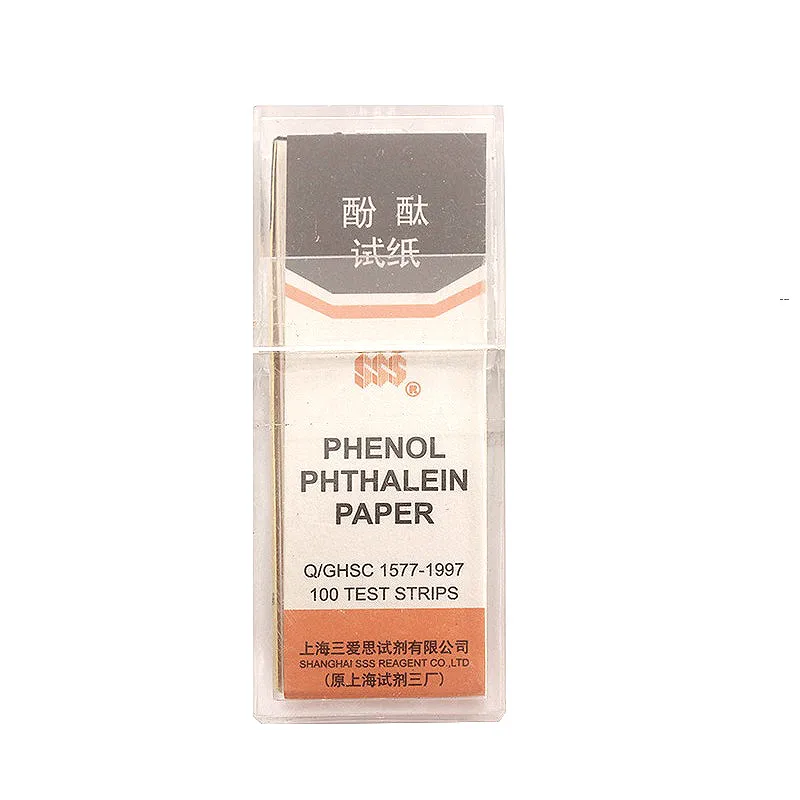 酚酞
试纸
SSS
®
PHENOL
PHTHALEIN
PAPER
Q/GHSC 1577-1997
100 TEST STRIPS
上海三爱思试剂有限公司
SHANGHAI SSS REAGENT CO.,LTD
(原上海试剂三厂)